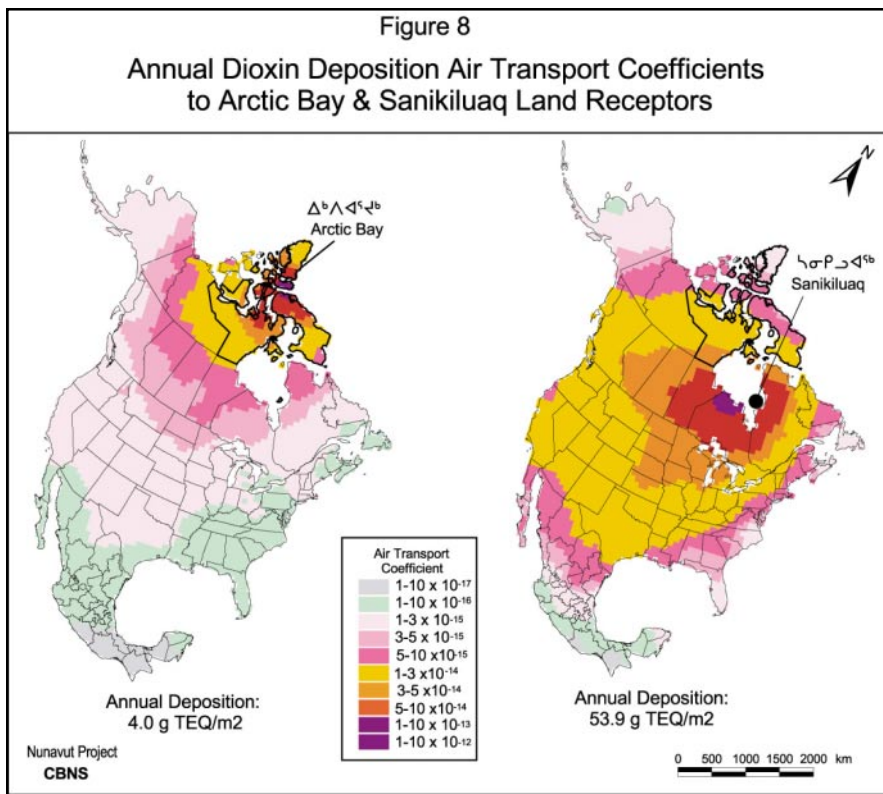 Figure 8
Annual Dioxin Deposition Air Transport Coefficients
to Arctic Bay & Sanikiluaq Land Receptors
N
ᐃᒃᐱᐊᕐᔪᒃ
Arctic Bay
ᓴᓂᑭᓗᐊᖅ
Sanikiluaq
Air Transport
Coefficient
1-10 x 10-17
1-10 x 10-16
1-3 x 10-15
3-5 x 10-15
5-10 x10-15
1-3 x 10-14
3-5 x10-14
5-10 x 10-14
1-10 x 10-13
1-10 x 10-12
Annual Deposition:
4.0 g TEQ/m2
Annual Deposition:
53.9 g TEQ/m2
Nunavut Project
CBNS
0 500 1000 1500 2000 km